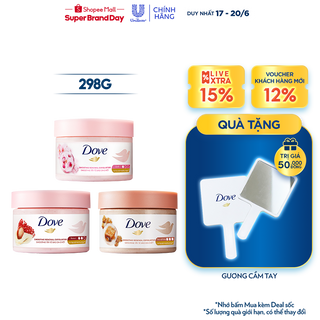 Shopee Mall
Super Brand Day
Unilever
CHÍNH HÃNG
DUY NHẤT 17 - 20/6
298G
LIVE XTRA
15%
VOUCHER
KHÁCH HÀNG MỚI
12%
QUÀ TẶNG
TRỊ GIÁ
50.000
Dove
Dove
Dove
Dove
GƯƠNG CẦM TAY
*Nhớ bấm Mua kèm Deal sốc
*Số lượng quà giới hạn, có thể thay đổi